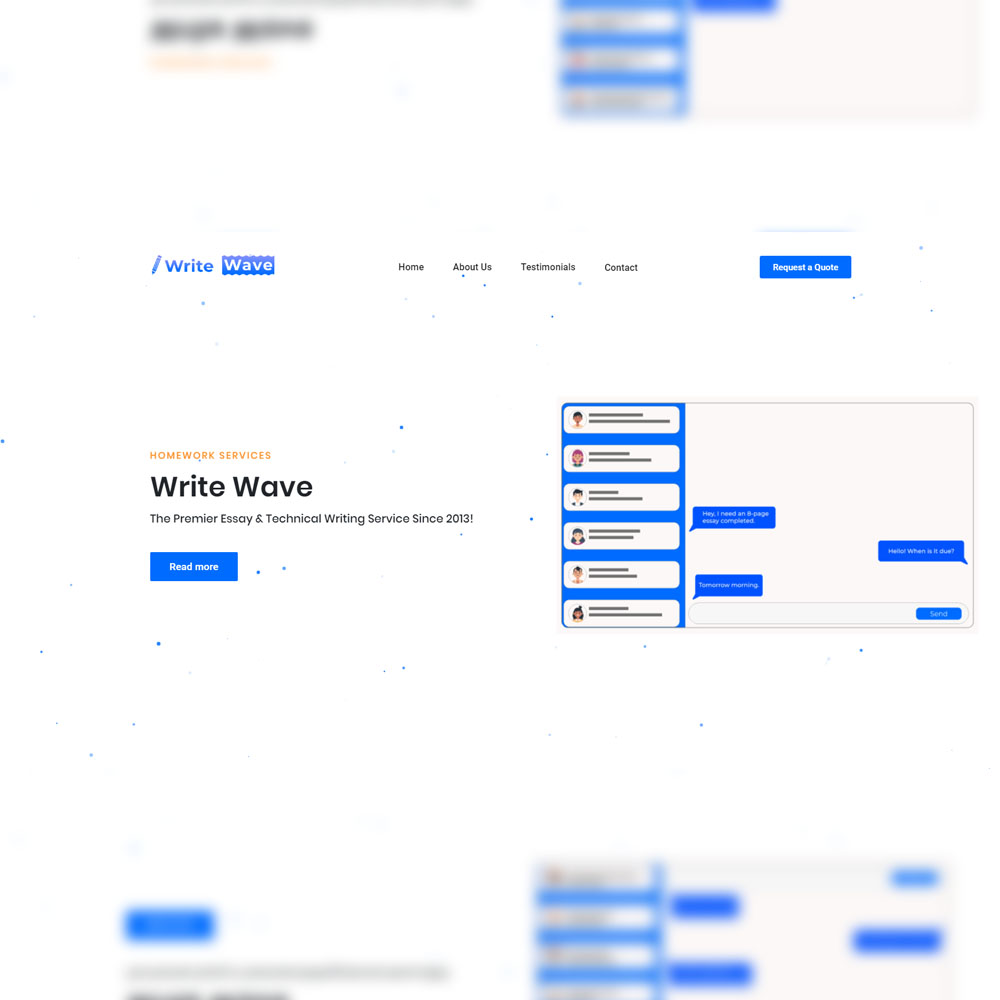 Write Wave
Home
About Us
Testimonials
Contact
Request a Quote
HOMEWORK SERVICES
Write Wave
The Premier Essay & Technical Writing Service Since 2013!
Read more
Hey, I need an 8-page
essay completed.
Hello! When is it due?
Tomorrow morning.
Send